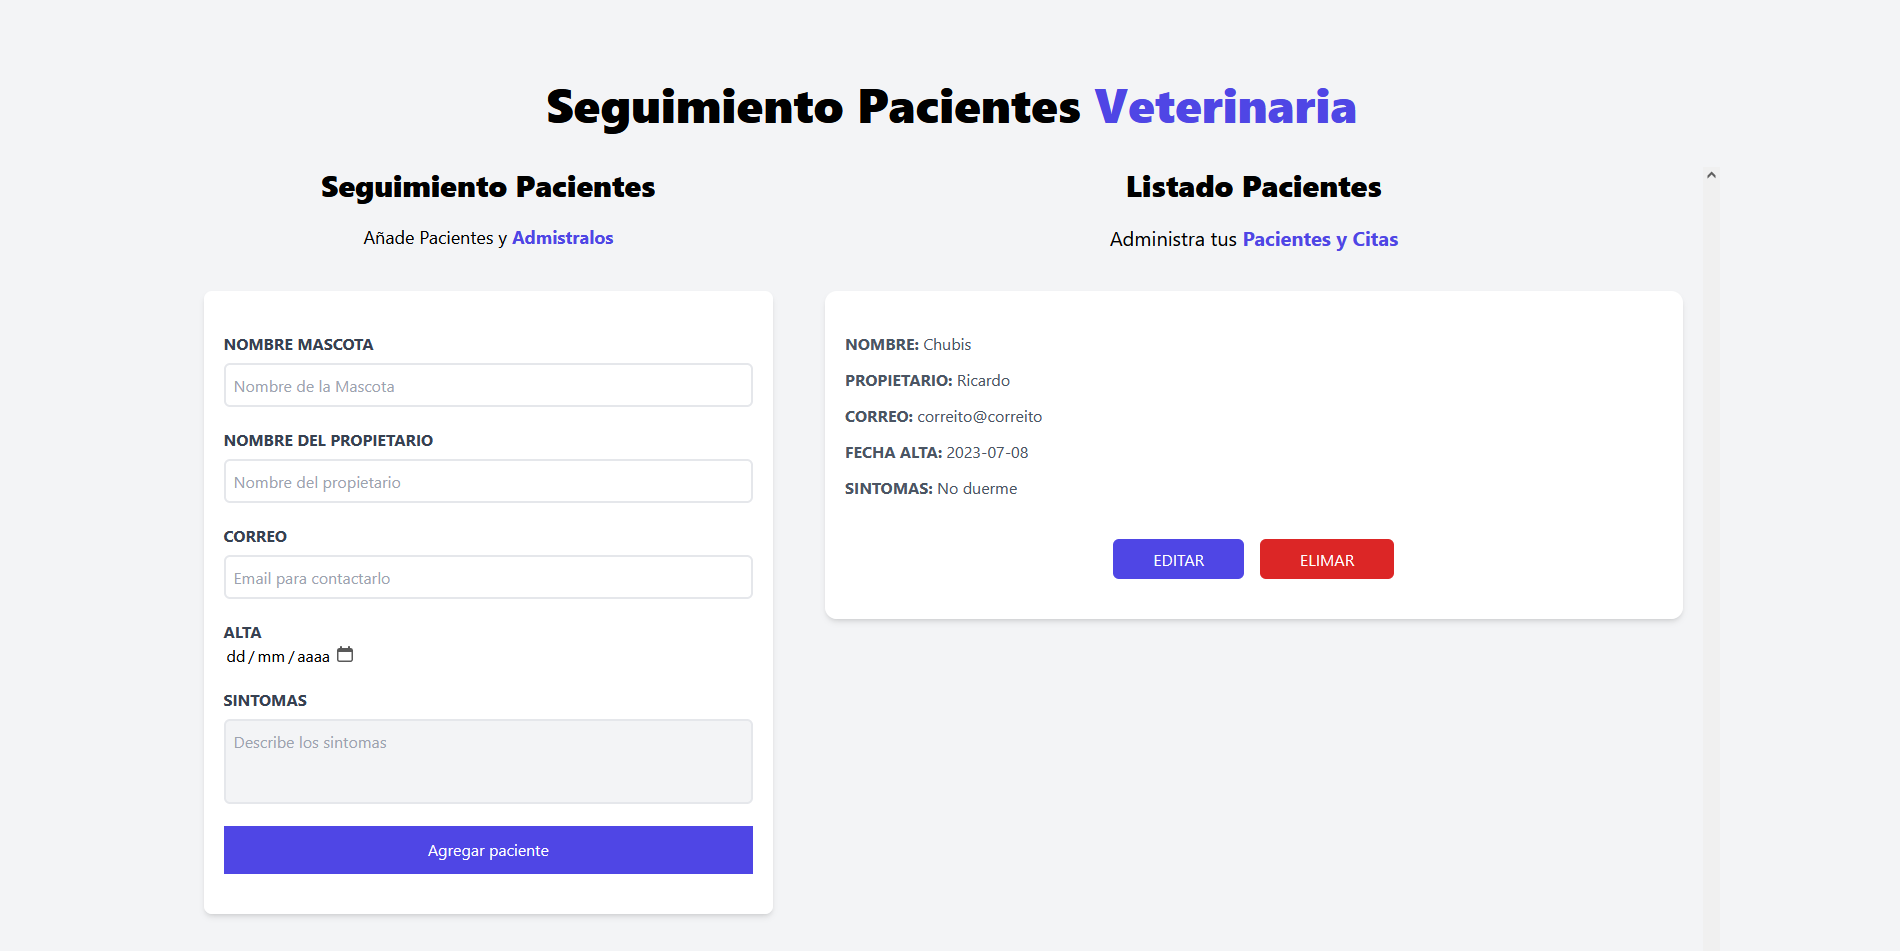 Seguimiento Pacientes Veterinaria
Seguimiento Pacientes
Añade Pacientes y Admistralos
NOMBRE MASCOTA
Nombre de la Mascota
NOMBRE DEL PROPIETARIO
Nombre del propietario
CORREO
Email para contactarlo
ALTA
dd/mm/aaaa
SINTOMAS
Describe los sintomas
Agregar paciente
Listado Pacientes
Administra tus Pacientes y Citas
NOMBRE: Chubis
PROPIETARIO: Ricardo
CORREO: correito@correito
FECHA ALTA: 2023-07-08
SINTOMAS: No duerme
EDITAR
ELIMAR